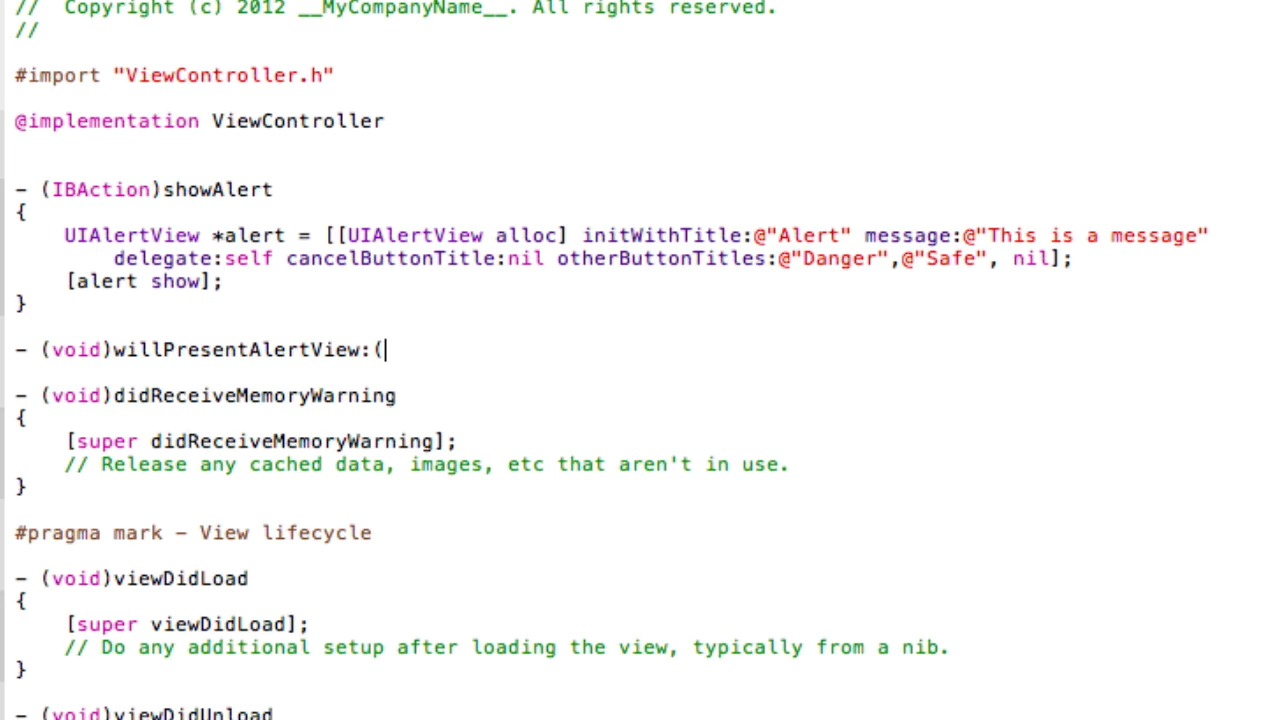 // Copyright (c) 2012 __MyCompanyName__. All rights reserved.
//
#import "ViewController.h"
@implementation ViewController
- (IBAction)showAlert
{
UIAlertView *alert = [[UIAlertView alloc] initWithTitle:@"Alert" message:@"This is a message"
delegate:self cancelButtonTitle:nil otherButtonTitles:@"Danger",@"Safe", nil];
[alert show];
}
- (void)willPresentAlertView:(
- (void)didReceiveMemoryWarning
{
[super didReceiveMemoryWarning];
// Release any cached data, images, etc that aren't in use.
}
#pragma mark - View lifecycle
- (void)viewDidLoad
{
[super viewDidLoad];
// Do any additional setup after loading the view, typically from a nib.
}
- (void)viewDidUnload